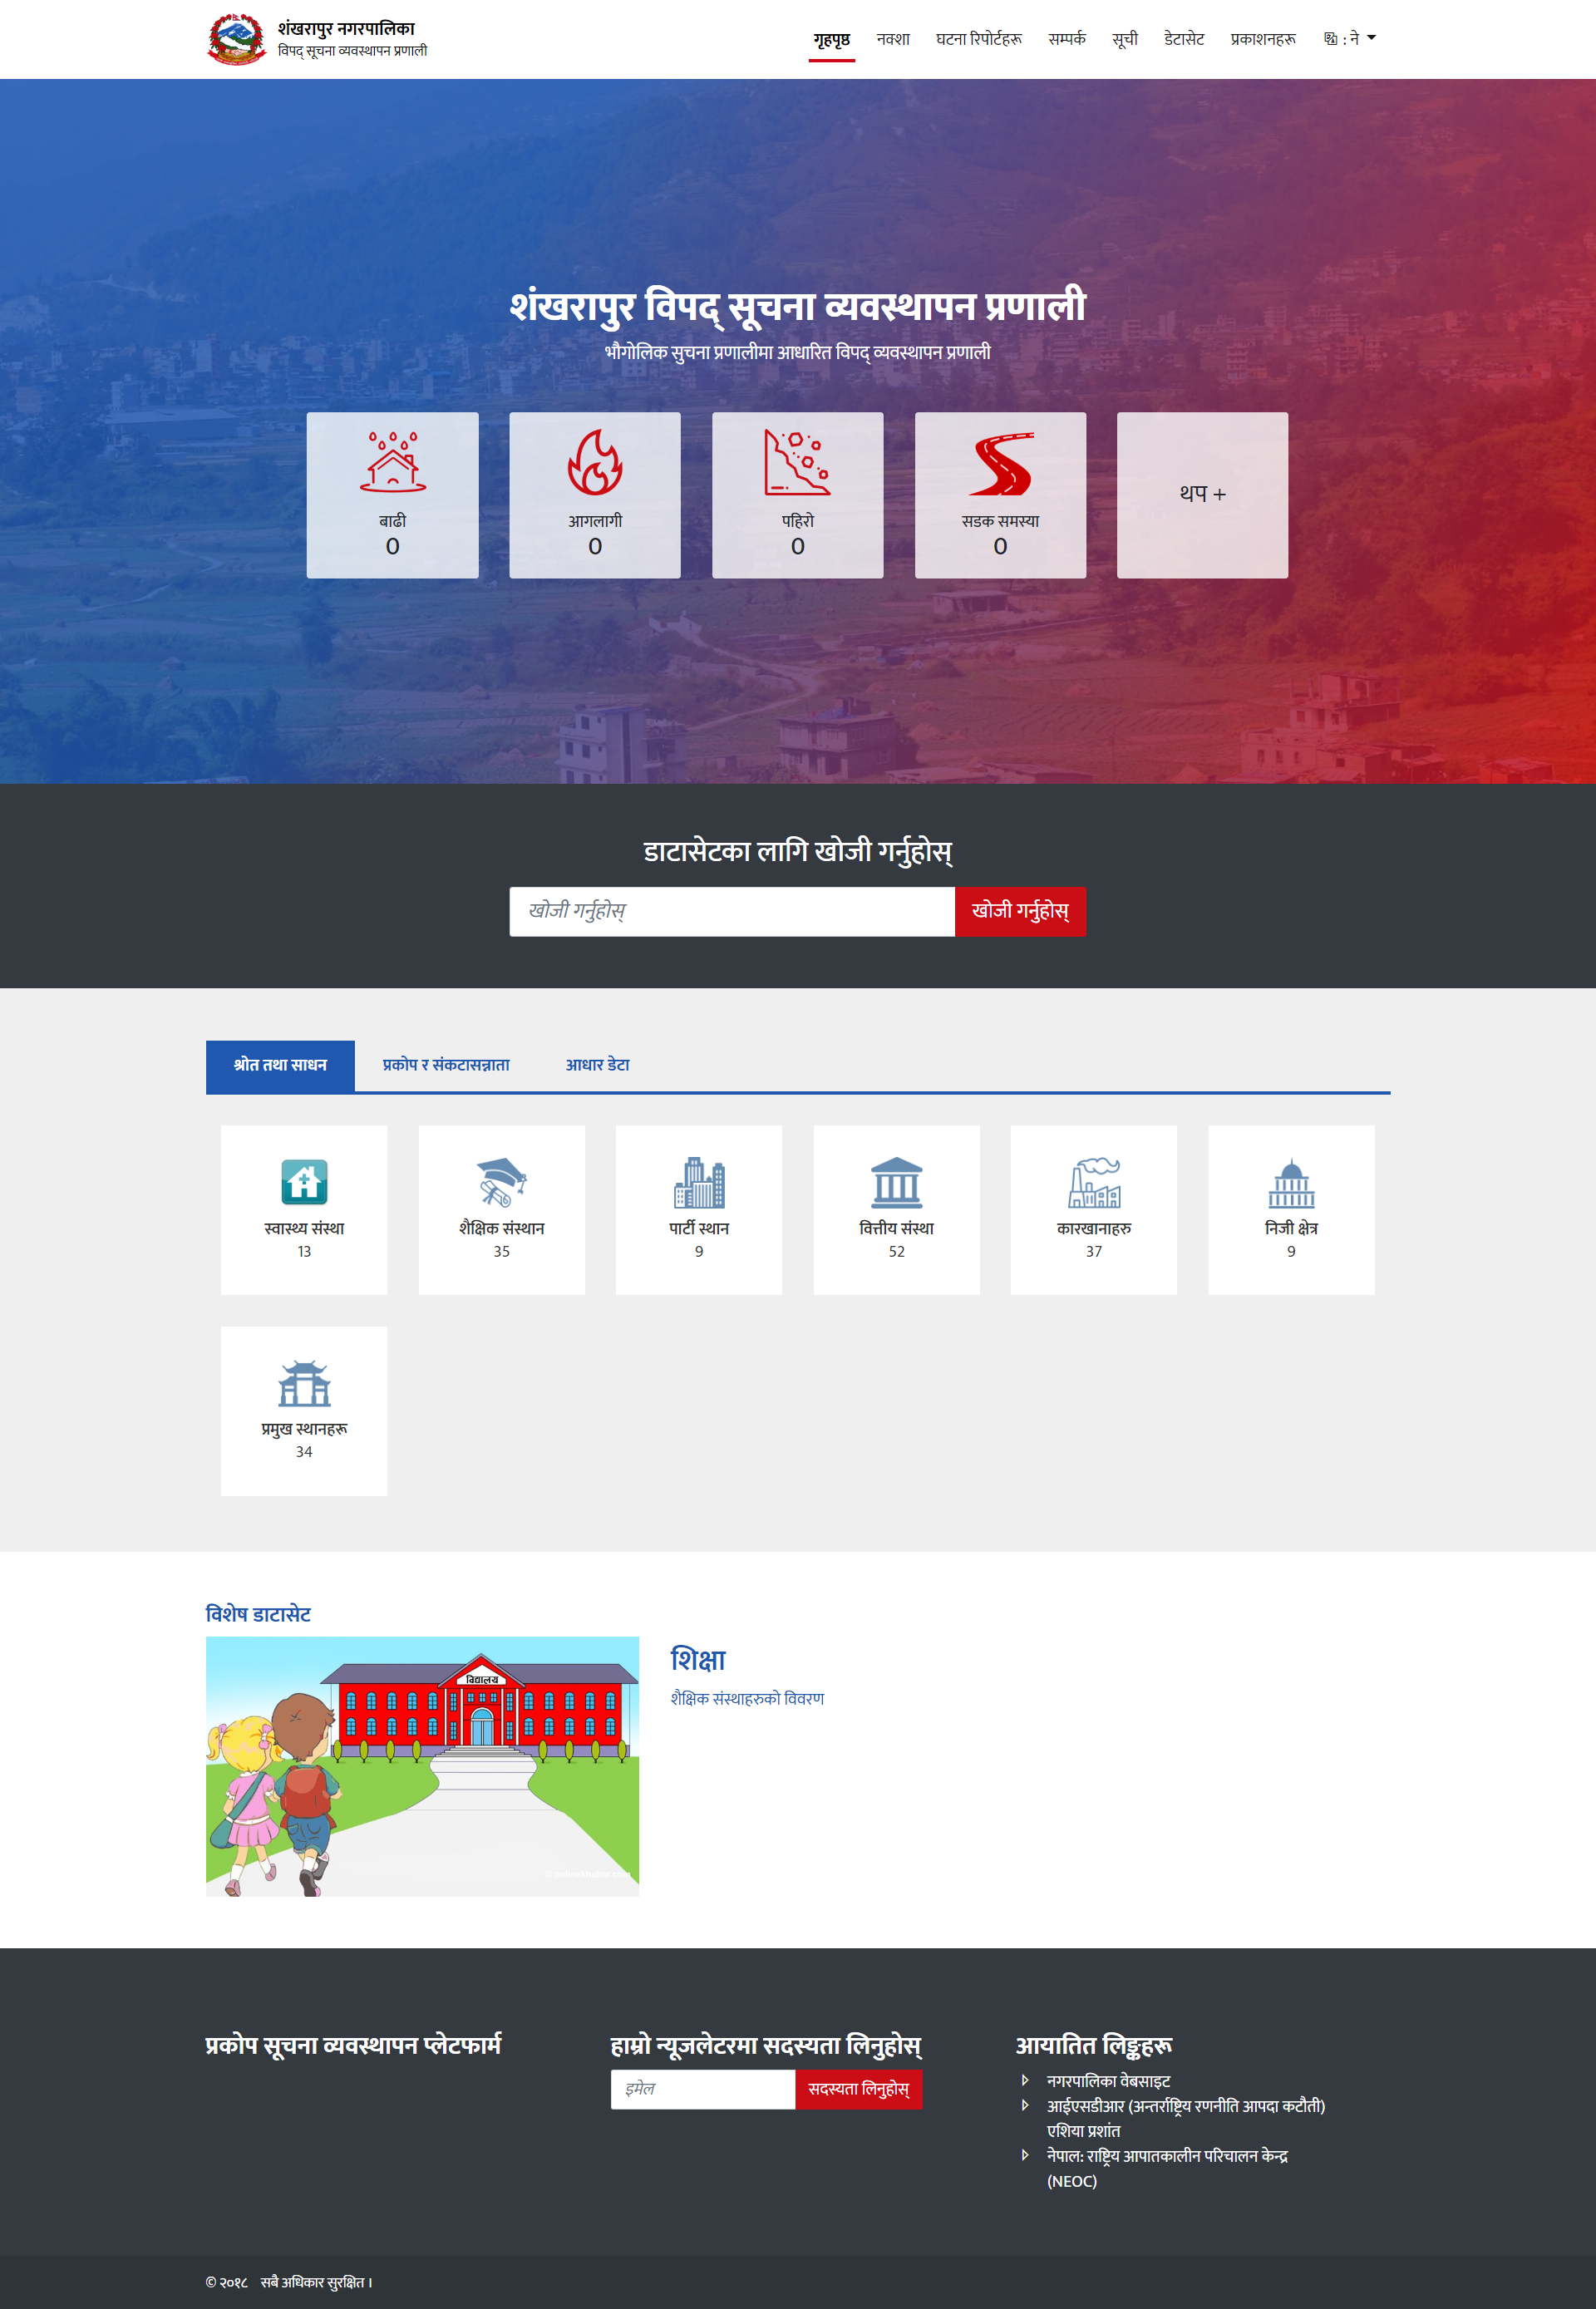 शंखरापुर नगरपालिका
विपद् सूचना व्यवस्थापन प्रणाली
गृहपृष्ठ नक्शा घटना रिपोर्टहरू सम्पर्क सूची डेटासेट प्रकाशनहरू : ने
शंखरापुर विपद् सूचना व्यवस्थापन प्रणाली
भौगोलिक सुचना प्रणालीमा आधारित विपद् व्यवस्थापन प्रणाली
बाढी आगलागी पहिरो सडक समस्या थप +
0 0 0 0
डाटासेटका लागि खोजी गर्नुहोस्
खोजी गर्नुहोस् खोजी गर्नुहोस्
श्रोत तथा साधन प्रकोप र संकटासन्नाता आधार डेटा
स्वास्थ्य संस्था शैक्षिक संस्थान पार्टी स्थान वित्तीय संस्था कारखानाहरु निजी क्षेत्र
13 35 9 52 37 9
प्रमुख स्थानहरू
34
विशेष डाटासेट
विद्यालय
शिक्षा
शैक्षिक संस्थाहरुको विवरण
प्रकोप सूचना व्यवस्थापन प्लेटफार्म
हाम्रो न्यूजलेटरमा सदस्यता लिनुहोस्
इमेल सदस्यता लिनुहोस्
आयातित लिङ्कहरू
नगरपालिका वेबसाइट
आईएसडीआर (अन्तर्राष्ट्रिय रणनीति आपदा कटौती)
एशिया प्रशांत
नेपाल: राष्ट्रिय आपातकालीन परिचालन केन्द्र
(NEOC)
© २०१८ सबै अधिकार सुरक्षित ।